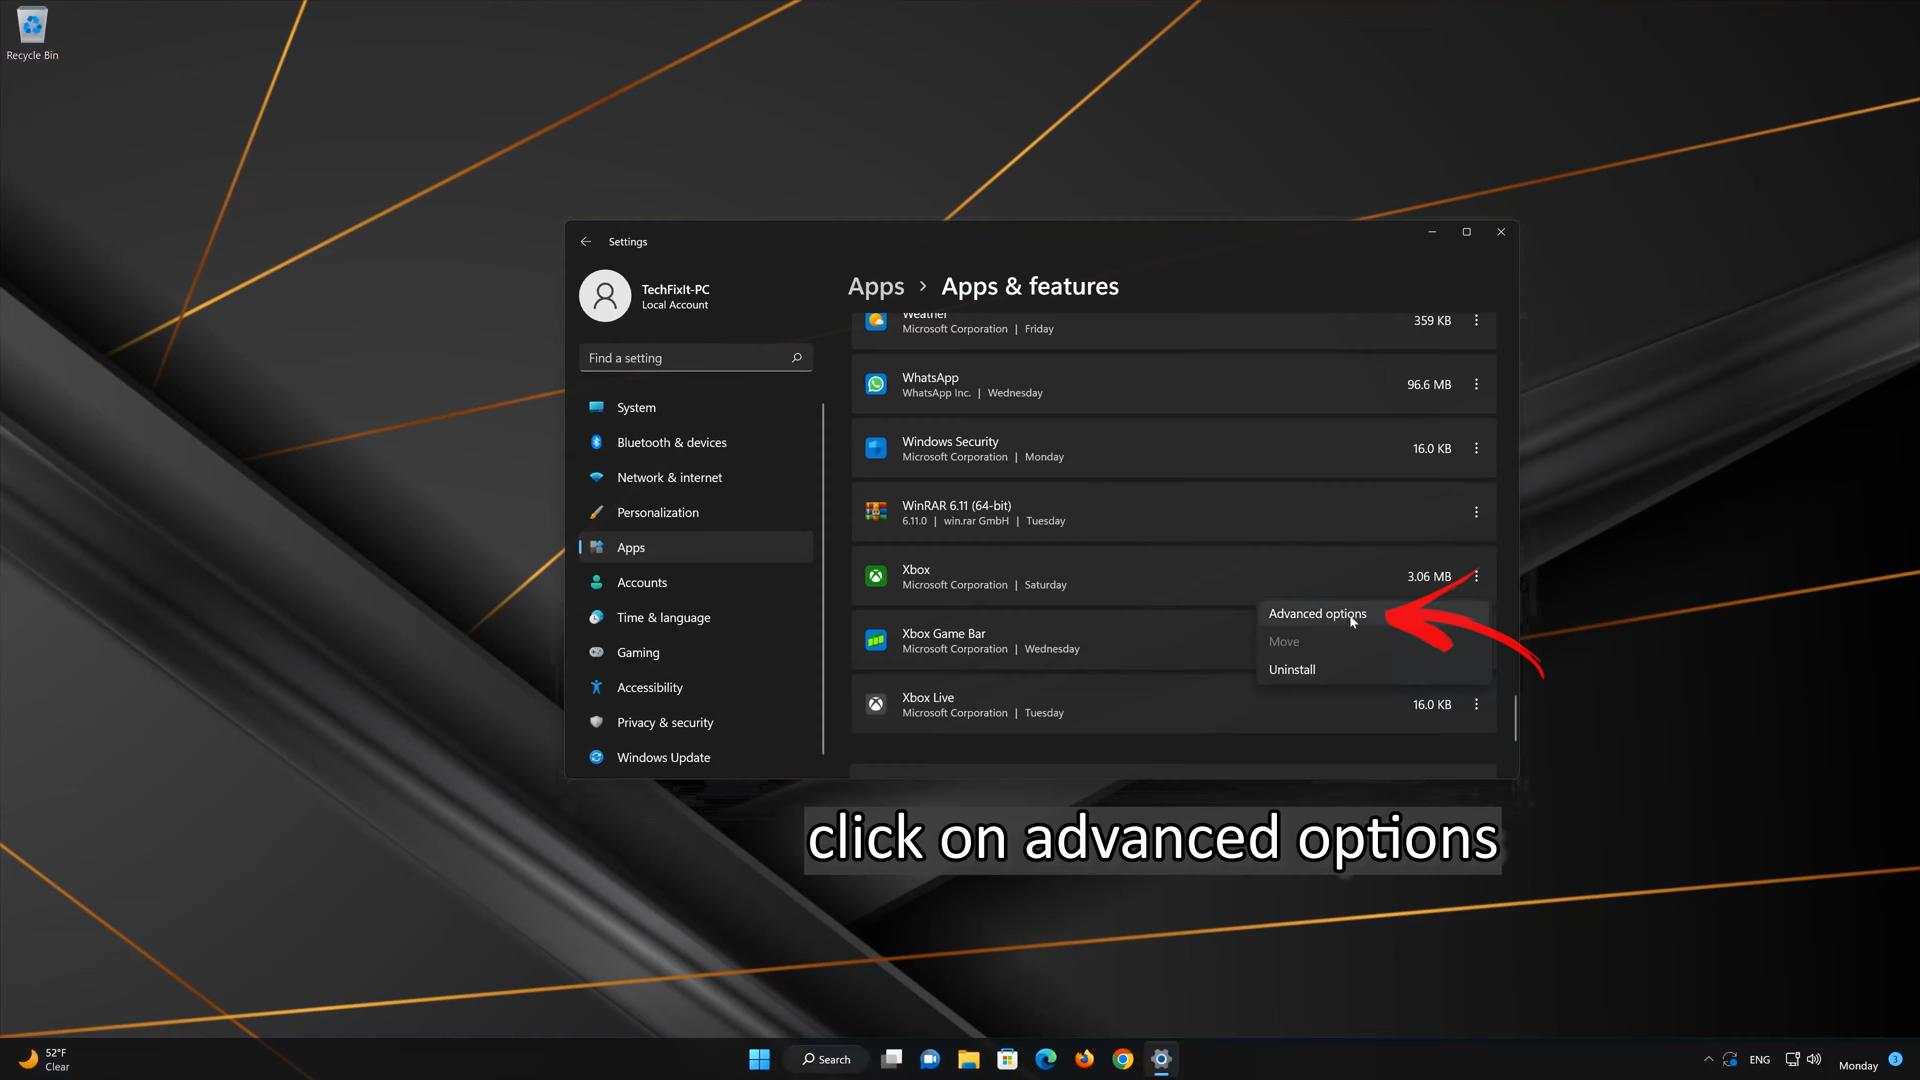 Recycle Bin
Settings
TechFixIt-PC
Local Account
Find a setting
System
Bluetooth & devices
Network & internet
Personalization
Apps
Accounts
Time & language
Gaming
Accessibility
Privacy & security
Windows Update
Apps > Apps & features
Weather
Microsoft Corporation | Friday
359 KB
WhatsApp
WhatsApp Inc. | Wednesday
96.6 MB
Windows Security
Microsoft Corporation | Monday
16.0 KB
WinRAR 6.11 (64-bit)
6.11.0 | win.rar GmbH | Tuesday
Xbox
Microsoft Corporation | Saturday
3.06 MB
Advanced options
Move
Uninstall
Xbox Game Bar
Microsoft Corporation | Wednesday
Xbox Live
Microsoft Corporation | Tuesday
16.0 KB
click on advanced options
52°F
Clear
Search
ENG
Monday
3